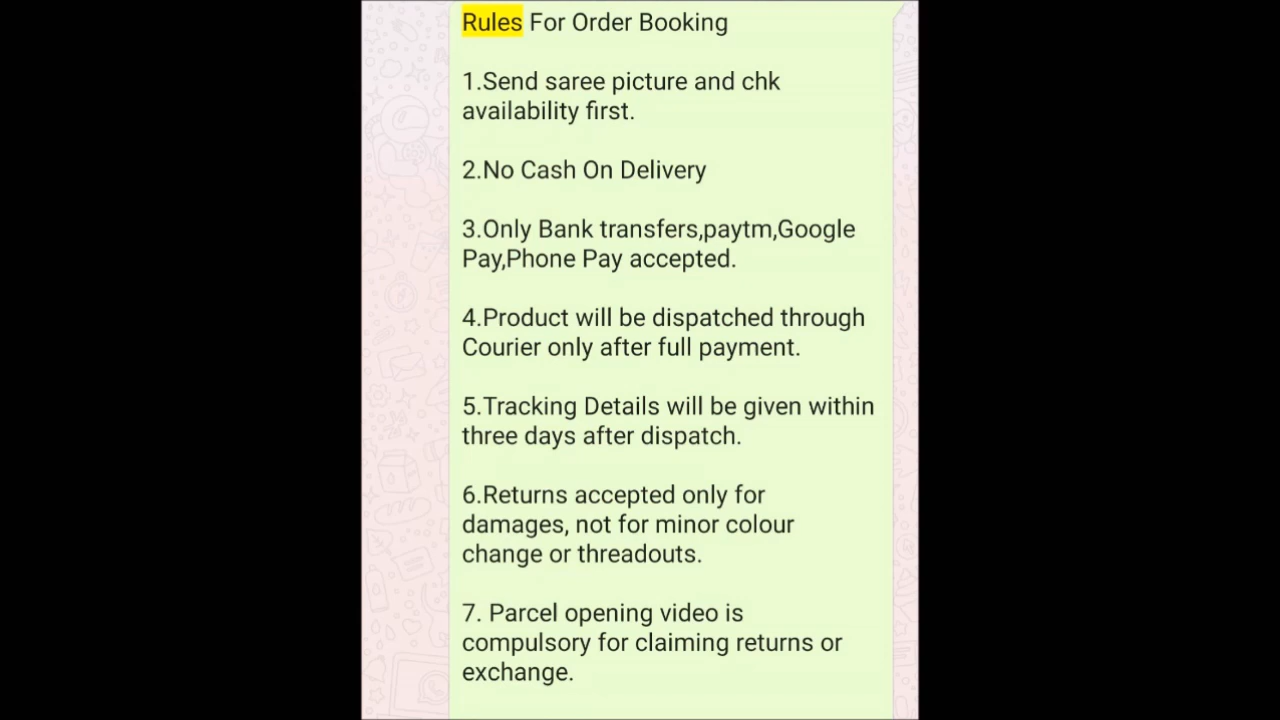 Rules For Order Booking
1.Send saree picture and chk
availability first.
2.No Cash On Delivery
3.Only Bank transfers,paytm,Google
Pay,Phone Pay accepted.
4.Product will be dispatched through
Courier only after full payment.
5.Tracking Details will be given within
three days after dispatch.
6.Returns accepted only for
damages, not for minor colour
change or threadouts.
7. Parcel opening video is
compulsory for claiming returns or
exchange.